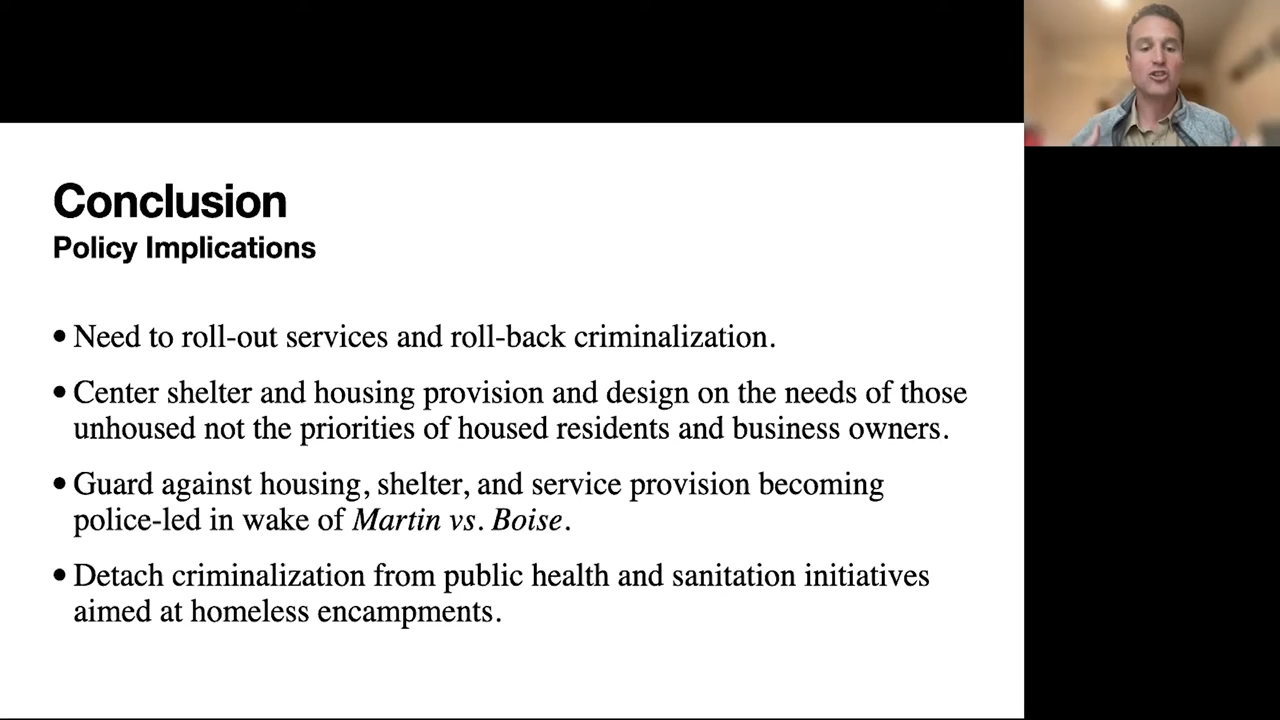 Conclusion
Policy Implications
• Need to roll-out services and roll-back criminalization.
• Center shelter and housing provision and design on the needs of those
unhoused not the priorities of housed residents and business owners.
• Guard against housing, shelter, and service provision becoming
police-led in wake of Martin vs. Boise.
• Detach criminalization from public health and sanitation initiatives
aimed at homeless encampments.